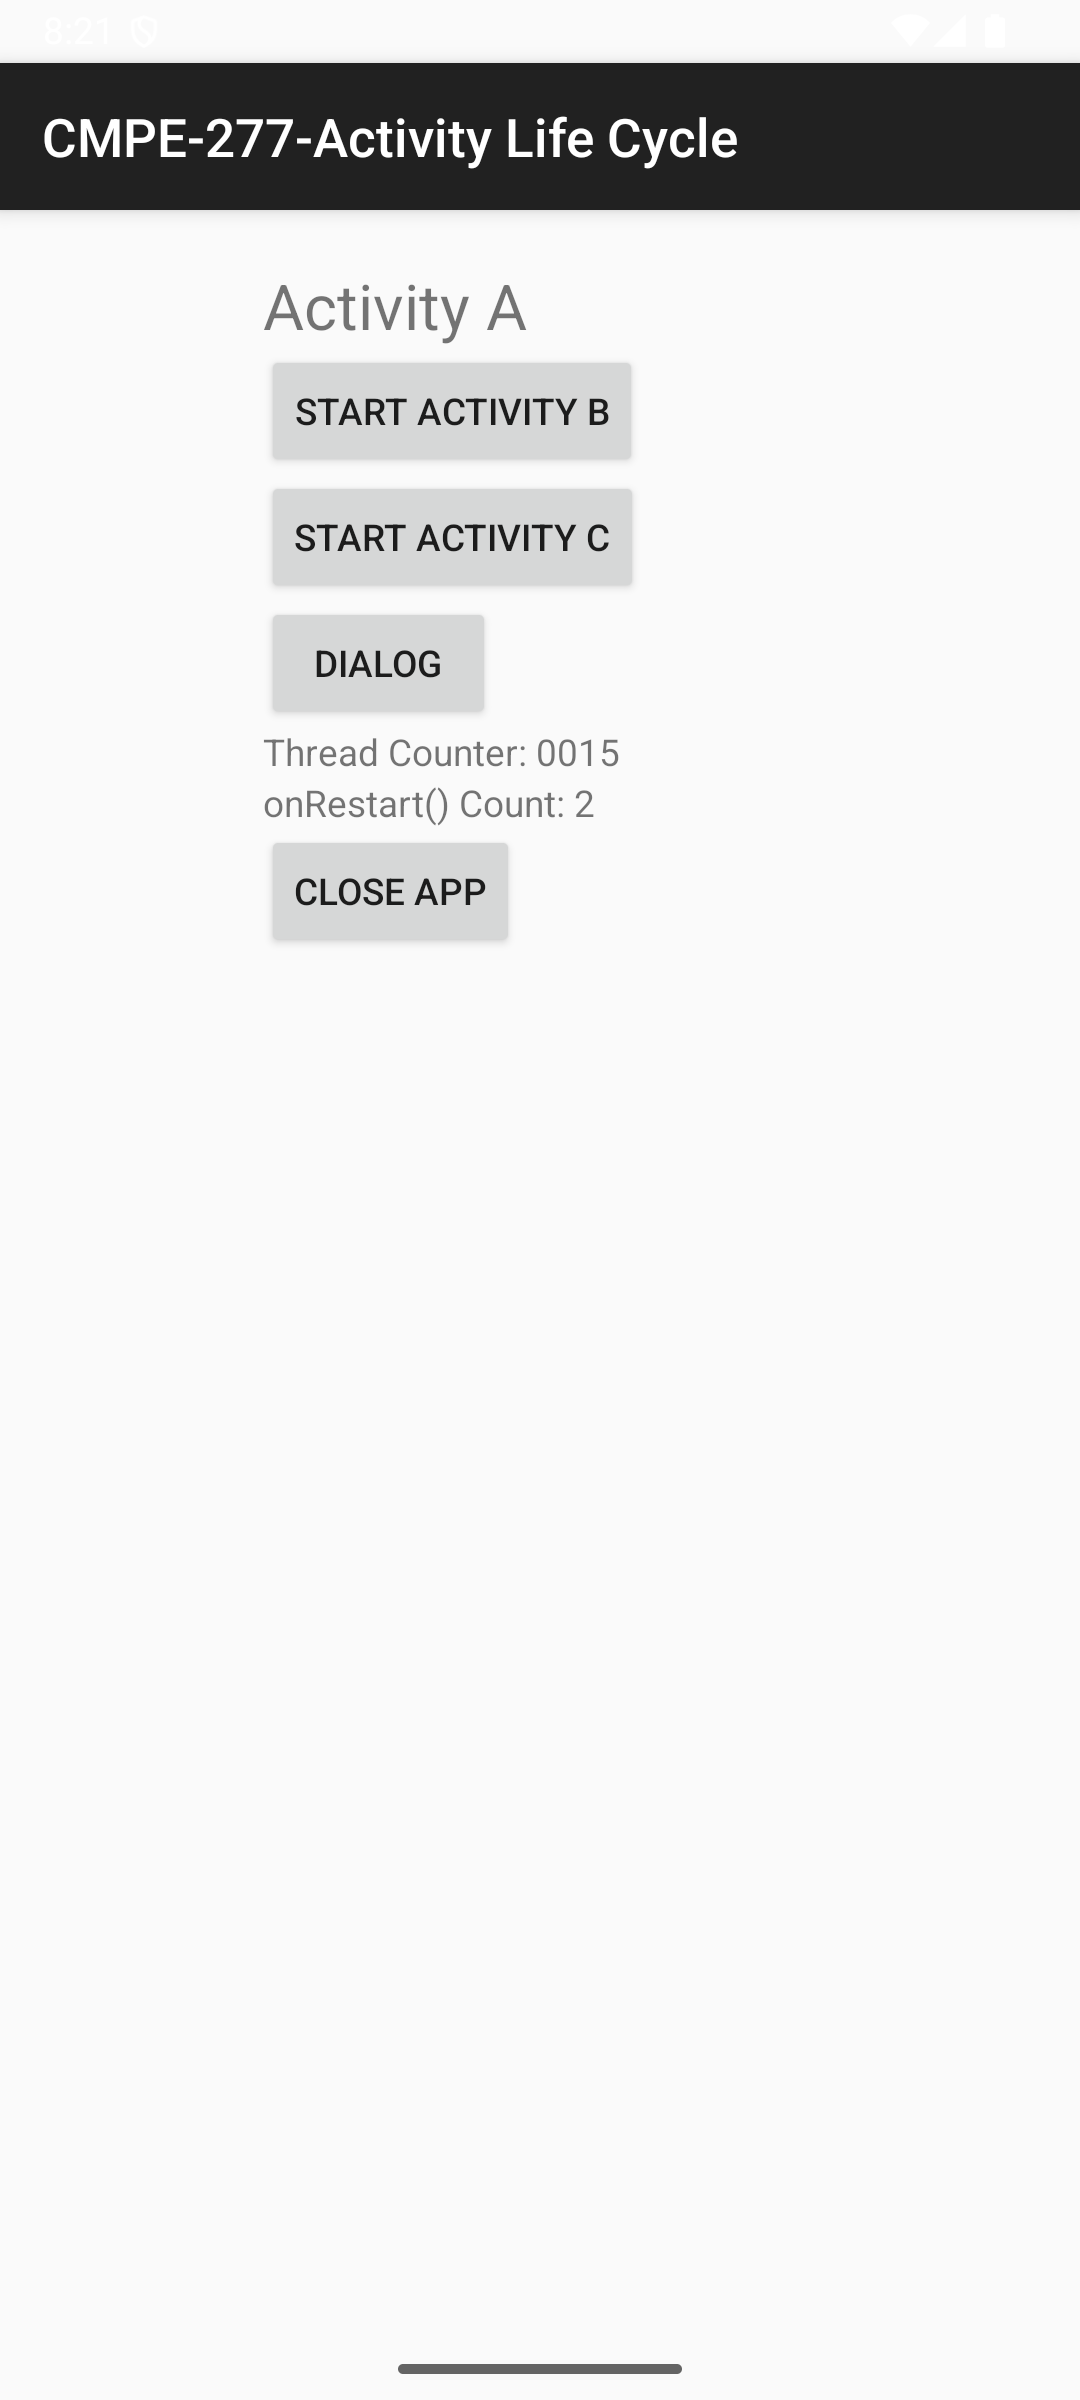 8:21
CMPE-277-Activity Life Cycle
Activity A
START ACTIVITY B
START ACTIVITY C
DIALOG
Thread Counter: 0015
onRestart() Count: 2
CLOSE APP